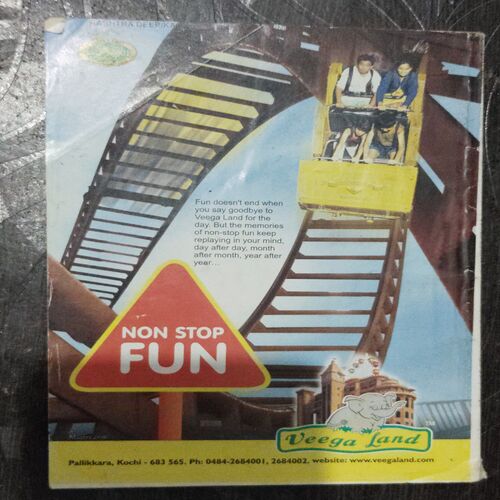 RASHTRA DEEPIKA
Fun doesn't end when
you say goodbye to
Veega Land for the
day. But the memories
of non-stop fun keep
replaying in your mind,
day after day, month
after month, year after
year...
NON STOP
FUN
Veega Land
TM
Pallikkara, Kochi - 683 565. Ph: 0484-2684001, 2684002. website: www.veegaland.com